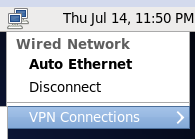 Thu Jul 14, 11:50 PM
Wired Network
Auto Ethernet
Disconnect
VPN Connections